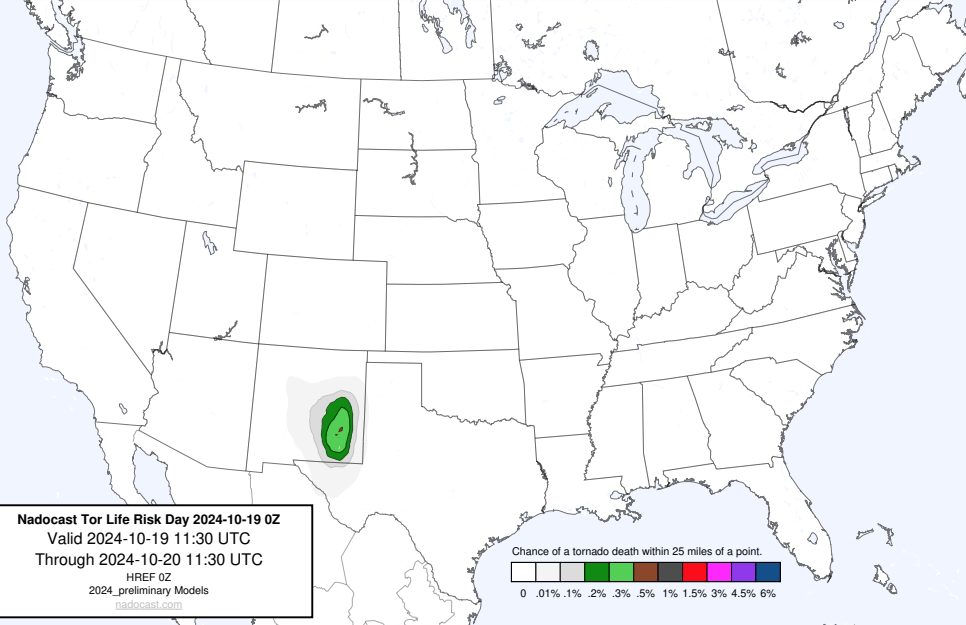 Nadocast Tor Life Risk Day 2024-10-19 0Z
Valid 2024-10-19 11:30 UTC
Through 2024-10-20 11:30 UTC
HREF 0Z
2024_preliminary Models
nadocast.com
Chance of a tornado death within 25 miles of a point.
0 .01% .1% .2% .3% .5% 1% 1.5% 3% 4.5% 6%